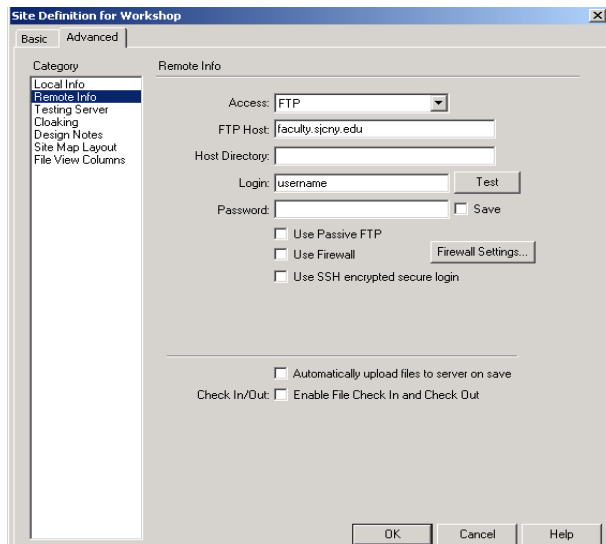 Site Definition for Workshop
Basic
Advanced
Category
Local Info
Remote Info
Testing Server
Cloaking
Design Notes
Site Map Layout
File View Columns
Remote Info
Access: FTP
FTP Host: faculty.sjcny.edu
Host Directory:
Login: username
Test
Password:
Save
Use Passive FTP
Use Firewall
Firewall Settings...
Use SSH encrypted secure login
Automatically upload files to server on save
Check In/Out: Enable File Check In and Check Out
OK
Cancel
Help